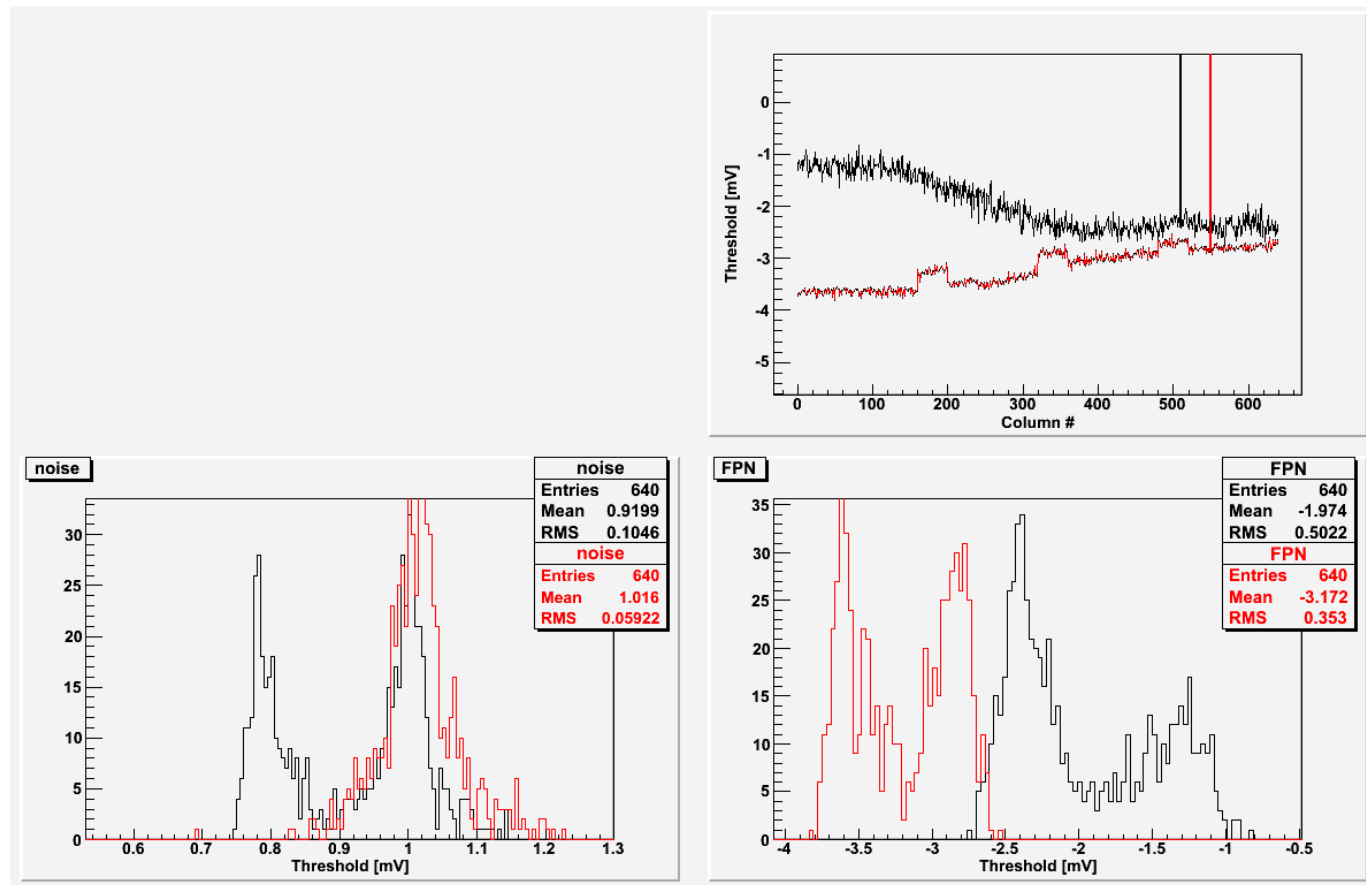 0
-1
-2
-3
-4
-5
Threshold [mV]
0 100 200 300 400 500 600
Column #
noise
noise
Entries 640
Mean 0.9199
RMS 0.1046
noise
Entries 640
Mean 1.016
RMS 0.05922
30
25
20
15
10
5
0
0.6 0.7 0.8 0.9 1 1.1 1.2 1.3
Threshold [mV]
FPN
FPN
Entries 640
Mean -1.974
RMS 0.5022
FPN
Entries 640
Mean -3.172
RMS 0.353
35
30
25
20
15
10
5
0
-4 -3.5 -3 -2.5 -2 -1.5 -1 -0.5
Threshold [mV]